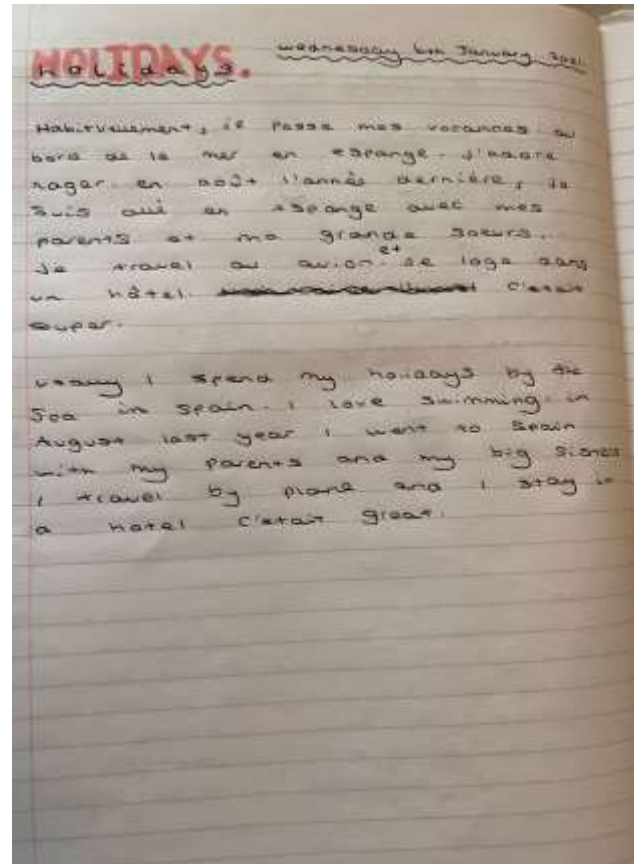 HOLIDAYS.
Holidays
Wednesday 6th January 2021.
Habituellement, je passe mes vacances au
bord de la mer en espange. J'adore
nager. en août l'année dernière, je
suis allé en espange avec mes
parents et ma grande soeurs.
Je travel au avion et je loge dans
un hôtel. C'etait
super.
usually I spend my holidays by the
Sea in Spain. I love swimming. in
August last year I went to Spain
with my parents and my big sister
I travel by plane and I stay in
a hotel C'etait great.